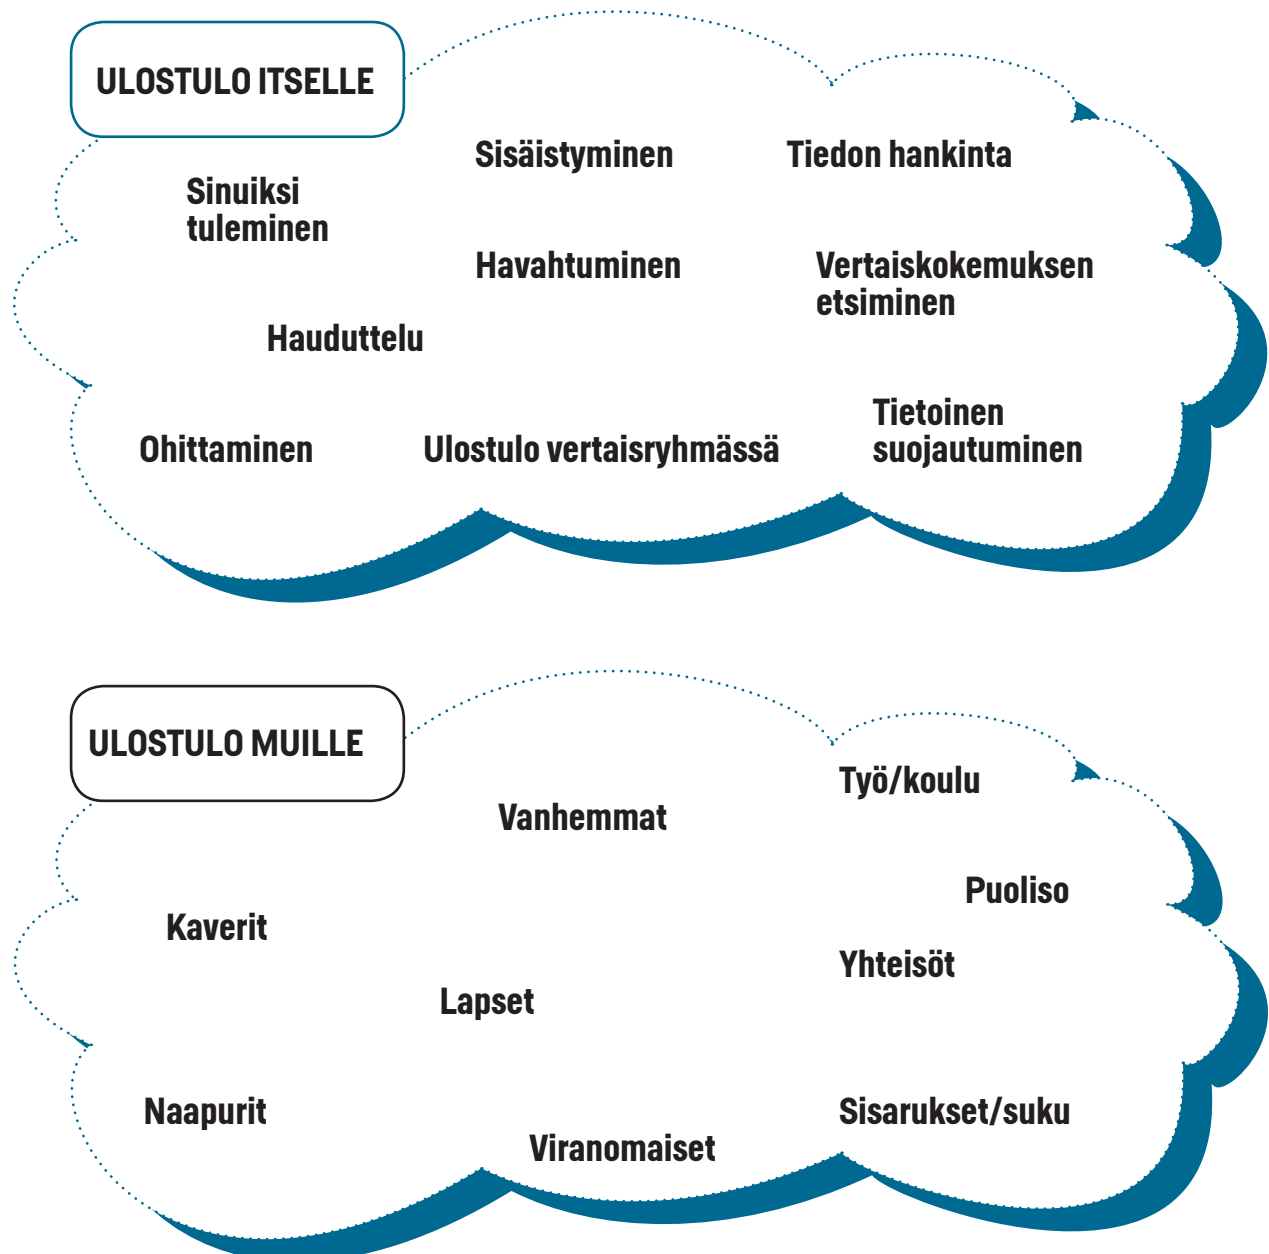 ULOSTULO ITSELLE
Sisäistyminen
Tiedon hankinta
Sinuiksi
tuleminen
Havahtuminen
Vertaiskokemuksen
etsiminen
Hauduttelu
Ohittaminen
Ulostulo vertaisryhmässä
Tietoinen
suojautuminen
ULOSTULO MUILLE
Työ/koulu
Vanhemmat
Puoliso
Kaverit
Yhteisöt
Lapset
Naapurit
Sisarukset/suku
Viranomaiset